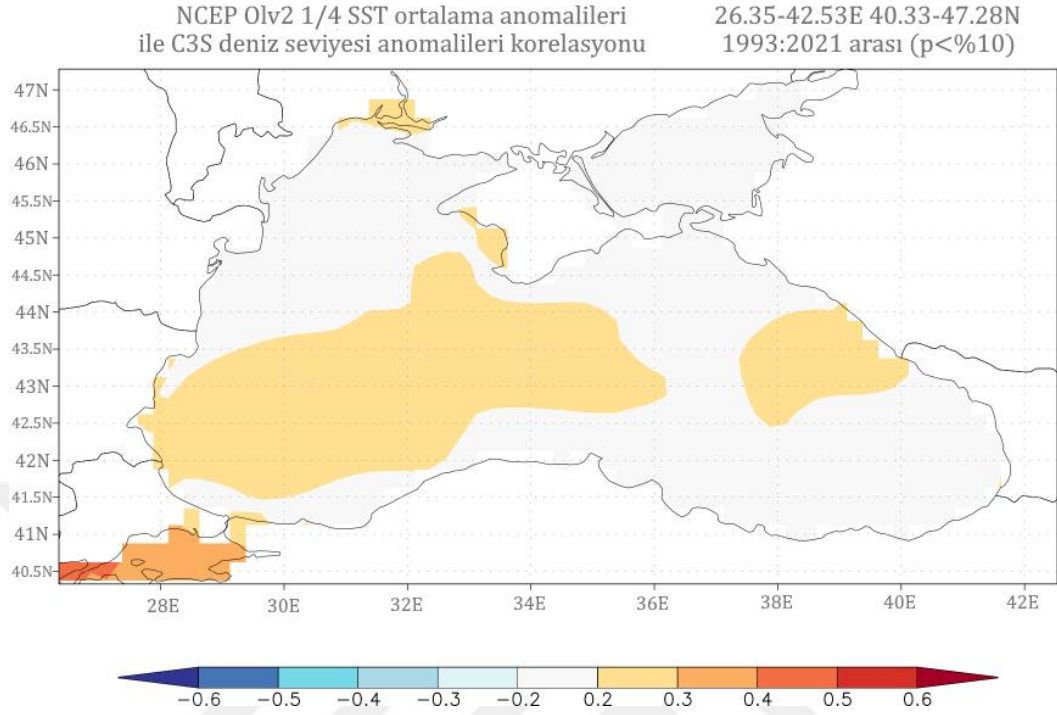 NCEP Olv2 1/4 SST ortalama anomalileri
ile C3S deniz seviyesi anomalileri korelasyonu
26.35-42.53E 40.33-47.28N
1993:2021 arası (p<%10)
47N
46.5N
46N
45.5N
45N
44.5N
44N
43.5N
43N
42.5N
42N
41.5N
41N
40.5N
28E 30E 32E 34E 36E 38E 40E 42E
−0.6 −0.5 −0.4 −0.3 −0.2 0.2 0.3 0.4 0.5 0.6